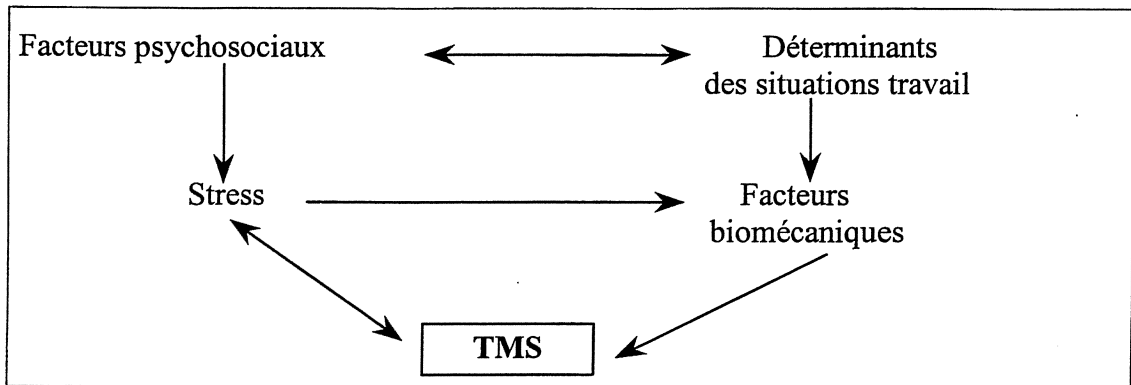 Facteurs psychosociaux
Déterminants
des situations travail
Stress
Facteurs
biomécaniques
TMS